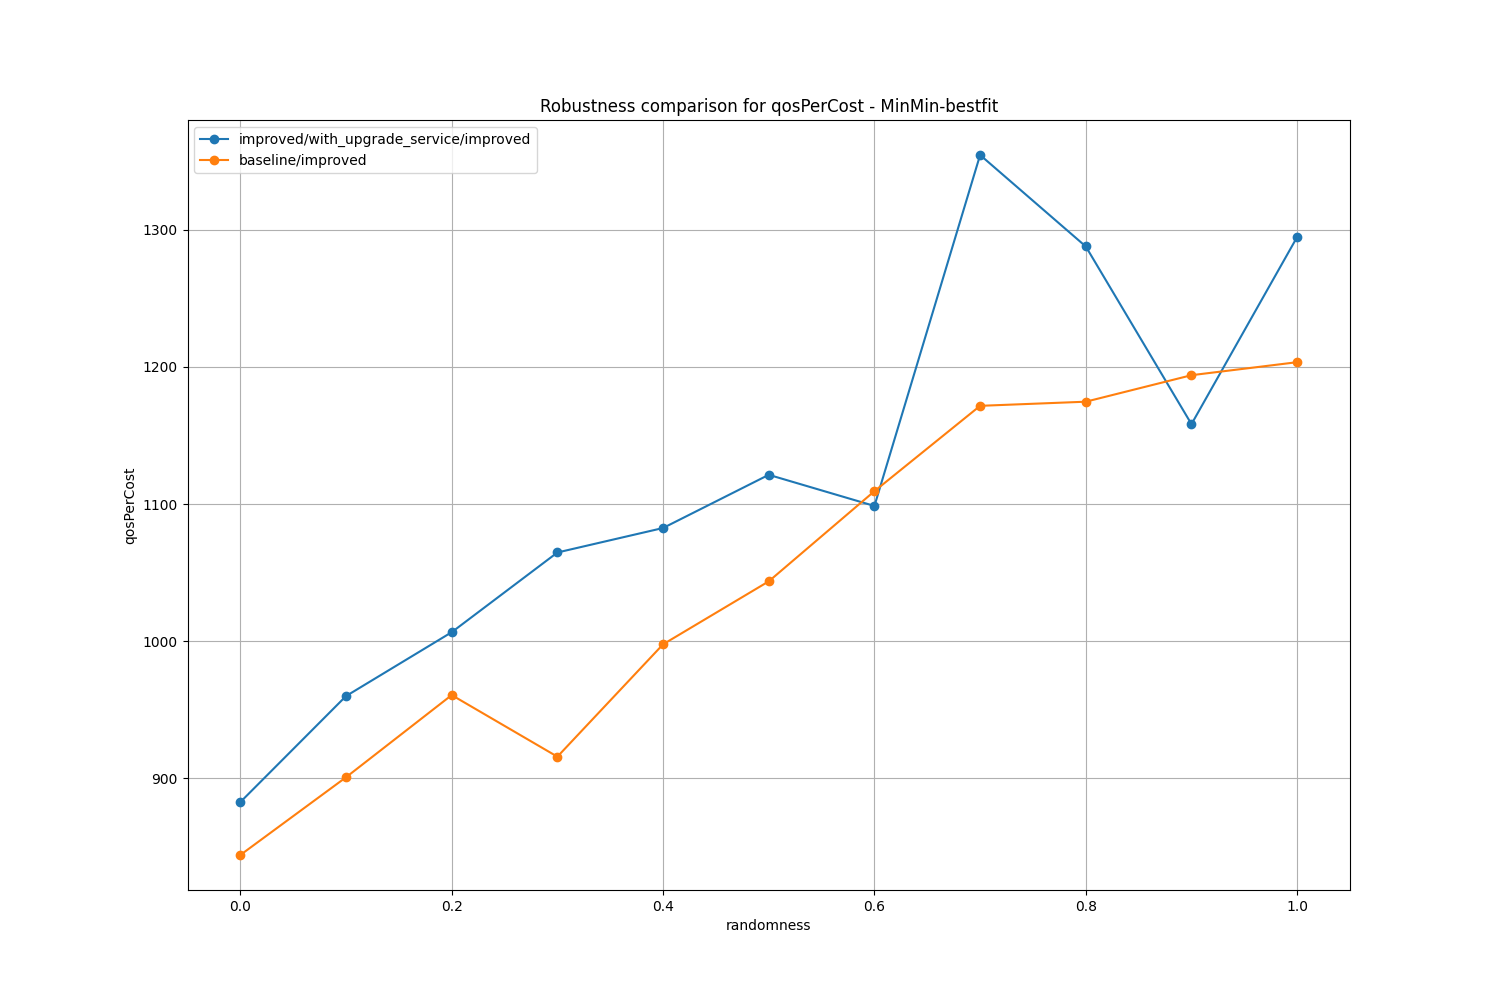 Robustness comparison for qosPerCost - MinMin-bestfit
improved/with_upgrade_service/improved
baseline/improved
1300
1200
1100
1000
900
qosPerCost
0.0 0.2 0.4 0.6 0.8 1.0
randomness